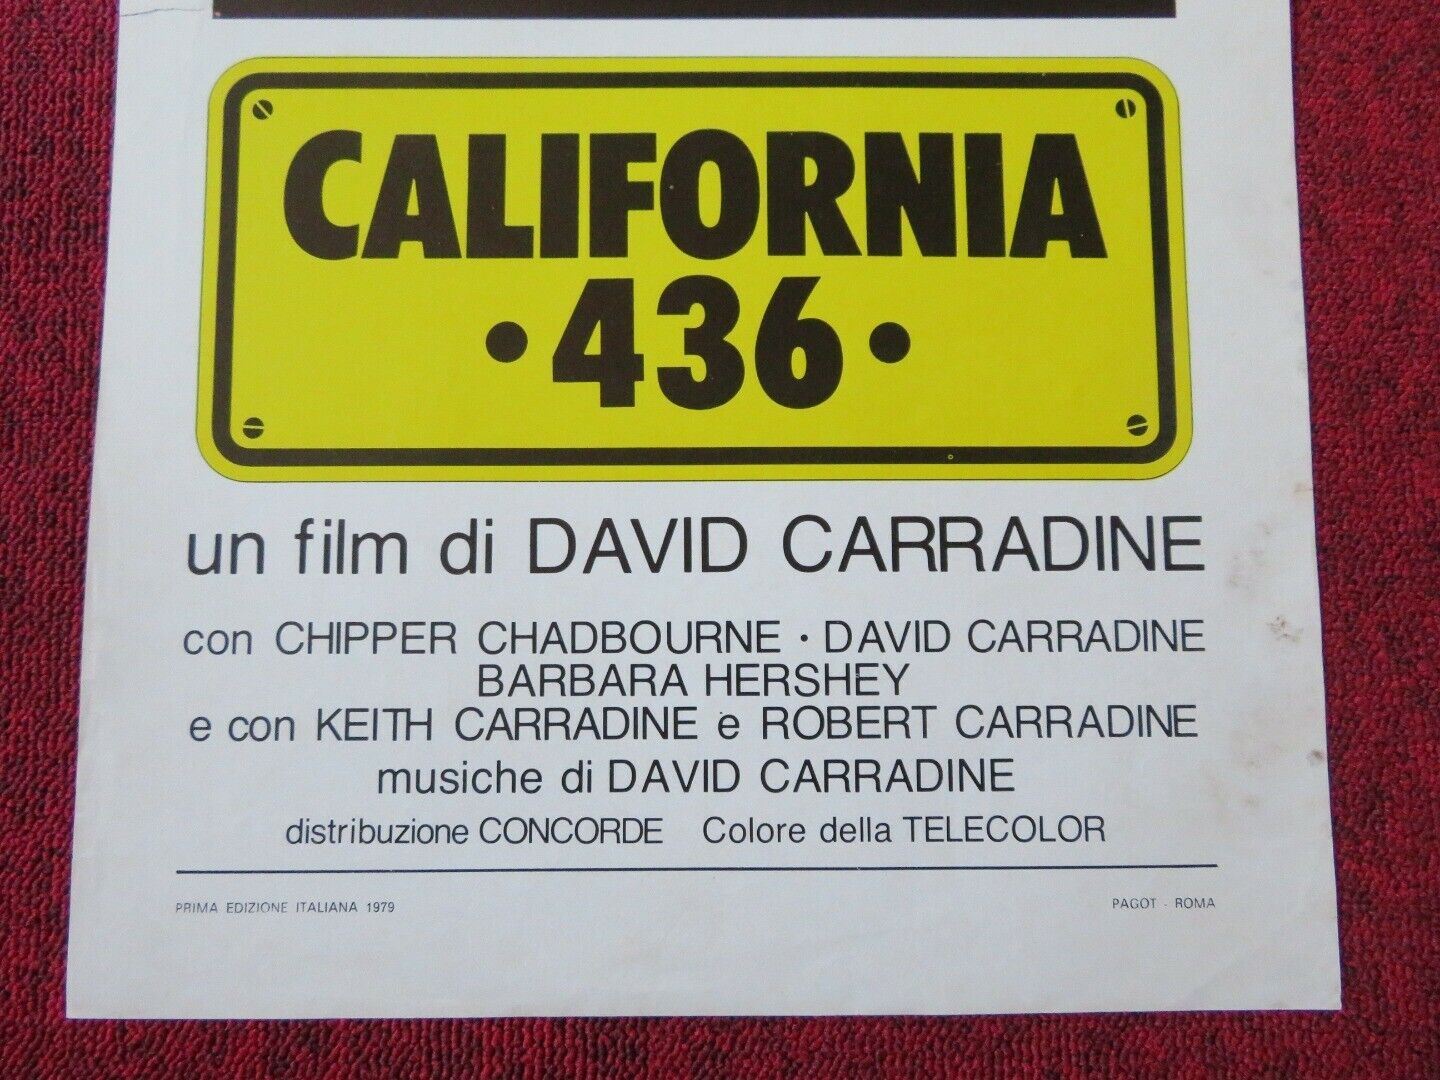 CALIFORNIA
• 436 •
un film di DAVID CARRADINE
con CHIPPER CHADBOURNE • DAVID CARRADINE
BARBARA HERSHEY
e con KEITH CARRADINE e ROBERT CARRADINE
musiche di DAVID CARRADINE
distribuzione CONCORDE Colore della TELECOLOR
PRIMA EDIZIONE ITALIANA 1979 PAGOT - ROMA